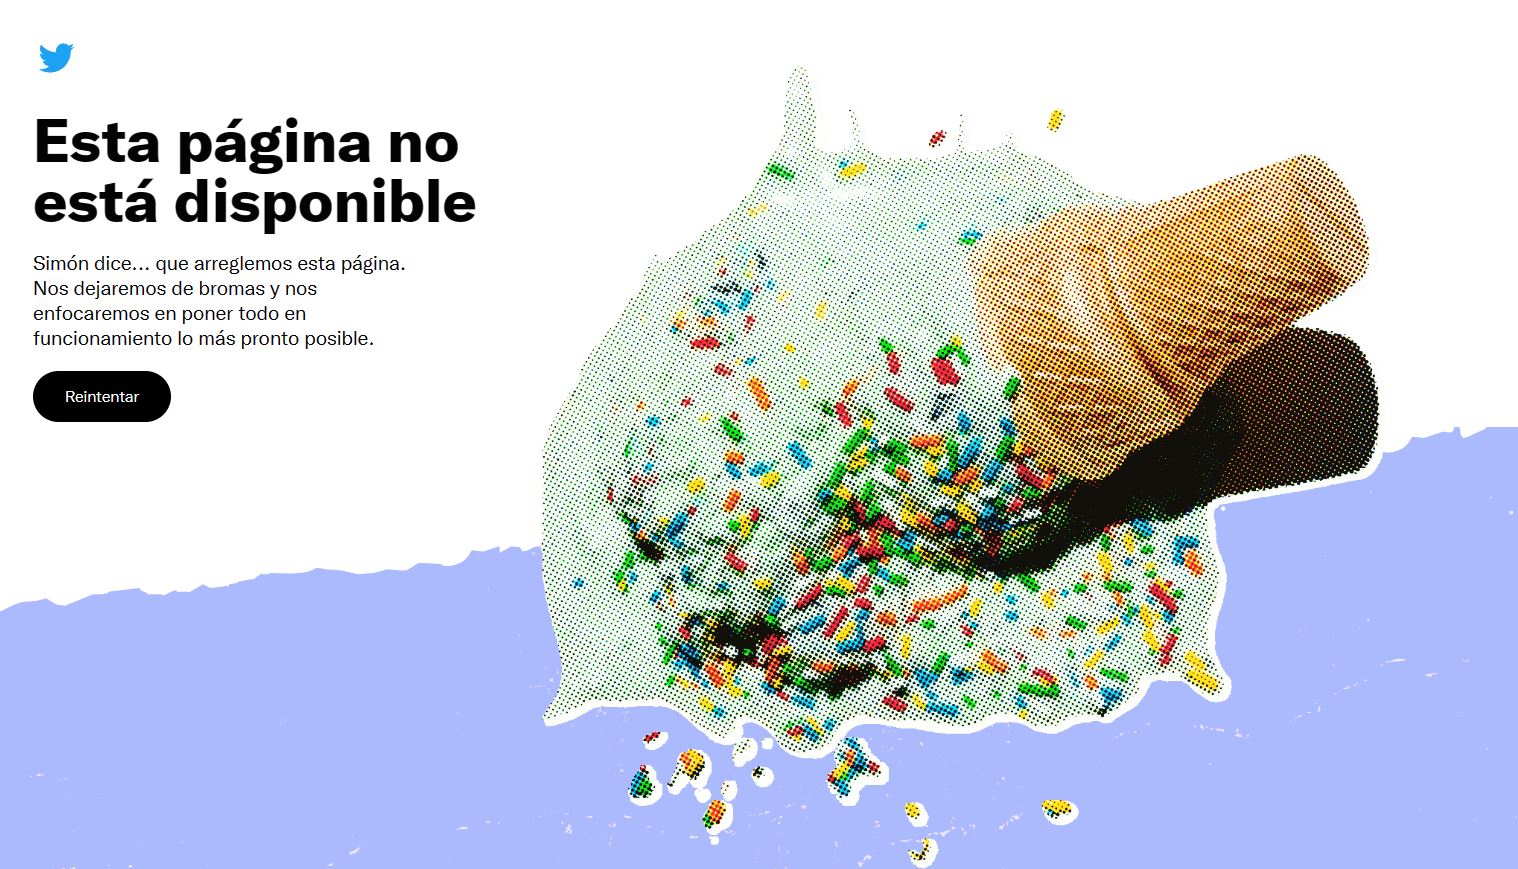 Esta página no
está disponible
Simón dice... que arreglemos esta página.
Nos dejaremos de bromas y nos
enfocaremos en poner todo en
funcionamiento lo más pronto posible.
Reintentar